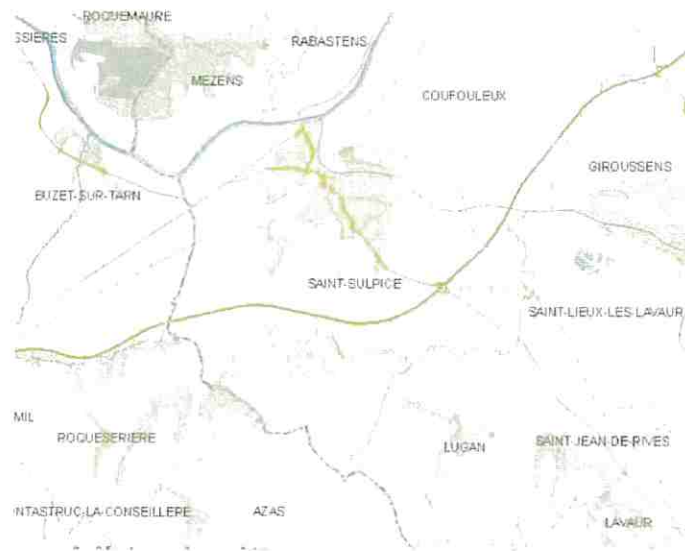 ROQUEMAURE
SSIERES
RABASTENS
MEZENS
COUFOULEUX
GIROUSSENS
BUZET-SUR-TARN
SAINT-SULPICE
SAINT-LIEUX-LES LAVAUR
MIL
ROQUESERIERE
LUGAN
SAINT-JEAN-DE-RIVES
NTASTRUC-LA-CONSEILLERE
AZAS
LAVAUR